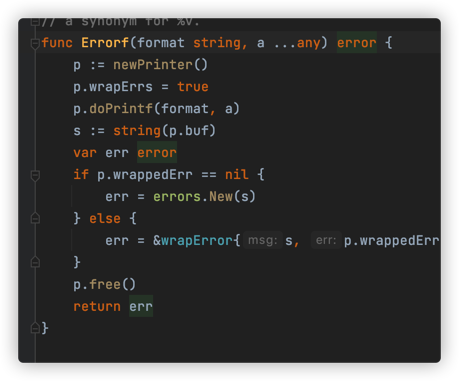 // a synonym for %v.
func Errorf(format string, a ...any) error {
    p := newPrinter()
    p.wrapErrs = true
    p.doPrintf(format, a)
    s := string(p.buf)
    var err error
    if p.wrappedErr == nil {
        err = errors.New(s)
    } else {
        err = &wrapError{ msg: s, err: p.wrappedErr
    }
    p.free()
    return err
}